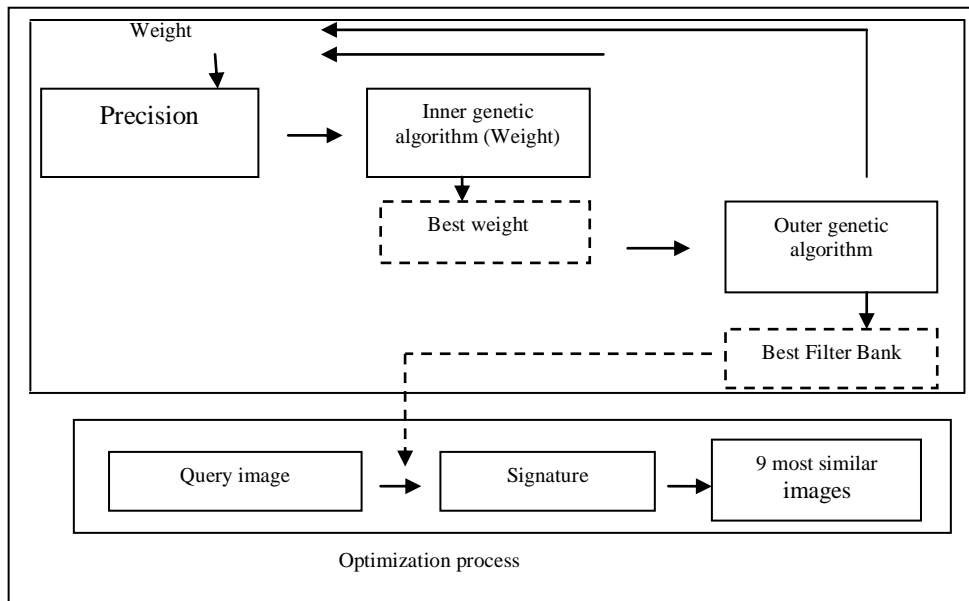 Weight
Precision
Inner genetic
algorithm (Weight)
Best weight
Outer genetic
algorithm
Best Filter Bank
Query image
Signature
9 most similar
images
Optimization process